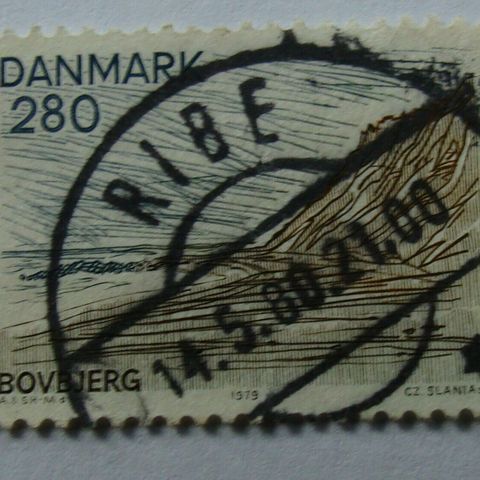 DANMARK
280
RIBE
14.5.80.21.00
BOVBJERG
1979
CZ. SLANIA